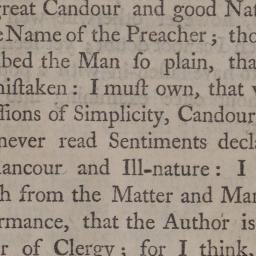 great Candour and good Nat
e Name of the Preacher; tho
bed the Man ſo plain, tha
miſtaken: I muſt own, that
ſſions of Simplicity, Candour
never read Sentiments decla
ancour and Ill-nature: I
h from the Matter and Man
rmance, that the Author is
r of Clergy; for I think,